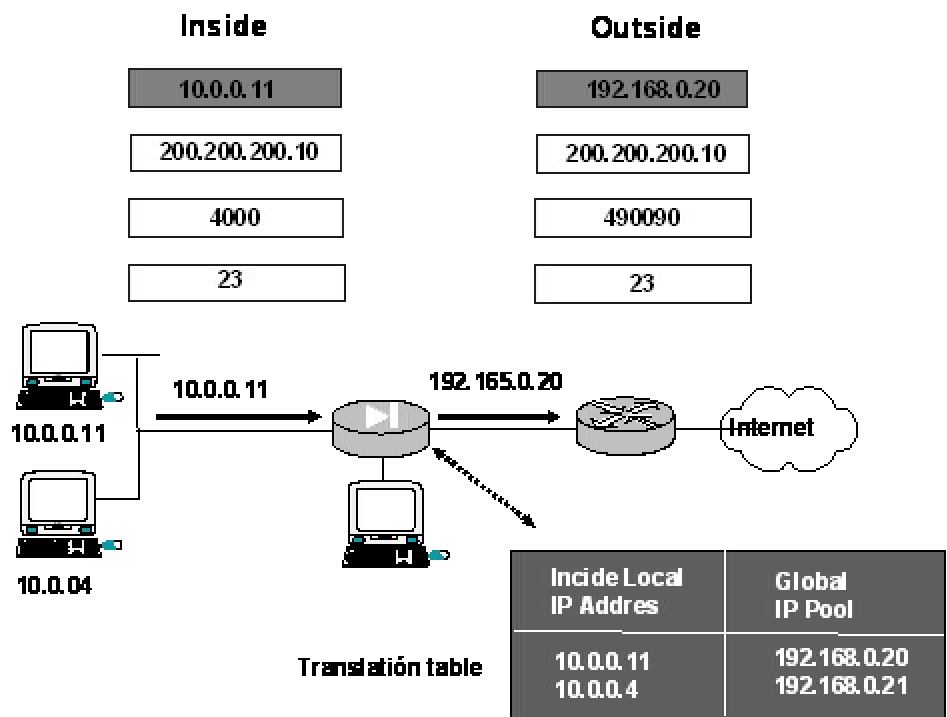 Inside
Outside
10.0.0.11
192.168.0.20
200.200.200.10
200.200.200.10
4000
490090
23
23
10.0.0.11
192.165.0.20
10.0.0.11
Internet
10.0.04
Incide Local
IP Addres
Global
IP Pool
Translatión table
10.0.0.11
192.168.0.20
10.0.0.4
192.168.0.21